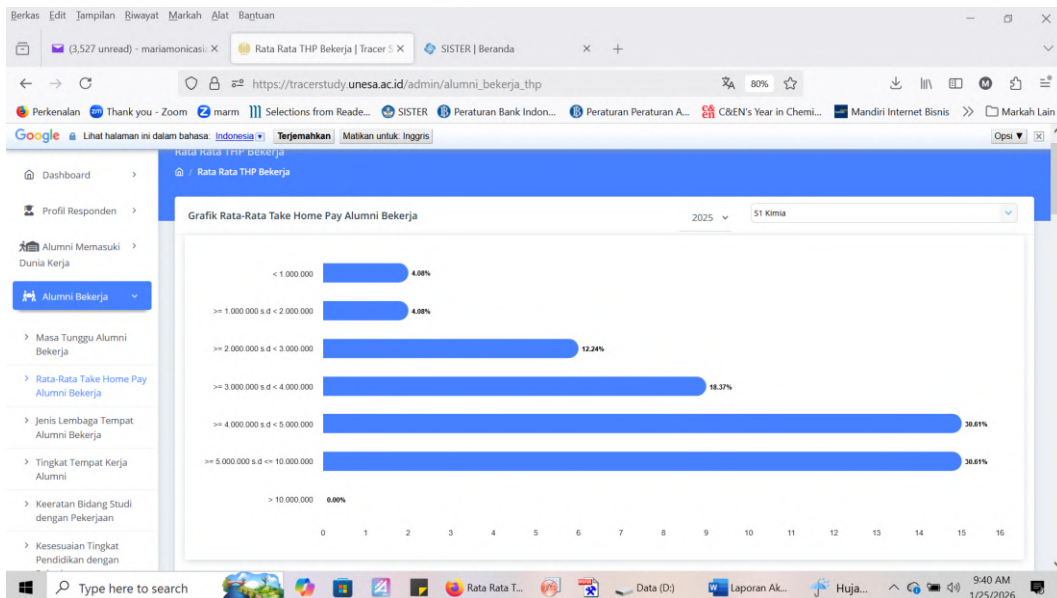 Berkas Edit Tampilan Riwayat Markah Alat Bantuan
(3,527 unread) - mariamonicasi
Rata Rata THP Bekerja | Tracer S
SISTER | Beranda
https://tracerstudy.unesa.ac.id/admin/alumni_bekerja_thp
80%
Perkenalan
Thank you - Zoom
marm
Selections from Reade...
SISTER
Peraturan Bank Indon...
Peraturan Peraturan A...
C&EN's Year in Chemi...
Mandiri Internet Bisnis
Markah Lain
Google Lihat halaman ini dalam bahasa: Indonesia Terjemahkan Matikan untuk: Inggris Opsi ▼
Rata Rata THP Bekerja
/ Rata Rata THP Bekerja
Dashboard
Profil Responden
Alumni Memasuki
Dunia Kerja
Alumni Bekerja
Masa Tunggu Alumni
Bekerja
Rata-Rata Take Home Pay
Alumni Bekerja
Jenis Lembaga Tempat
Alumni Bekerja
Tingkat Tempat Kerja
Alumni
Keeratan Bidang Studi
dengan Pekerjaan
Kesesuaian Tingkat
Pendidikan dengan
Grafik Rata-Rata Take Home Pay Alumni Bekerja
2025
S1 Kimia
< 1.000.000 4.08%
>= 1.000.000 s.d < 2.000.000 4.08%
>= 2.000.000 s.d < 3.000.000 12.24%
>= 3.000.000 s.d < 4.000.000 18.37%
>= 4.000.000 s.d < 5.000.000 30.61%
>= 5.000.000 s.d <= 10.000.000 30.61%
> 10.000.000 0.00%
0 1 2 3 4 5 6 7 8 9 10 11 12 13 14 15 16
Type here to search
Rata Rata T...
Data (D:)
Laporan Ak...
Huja...
9:40 AM
1/25/2026